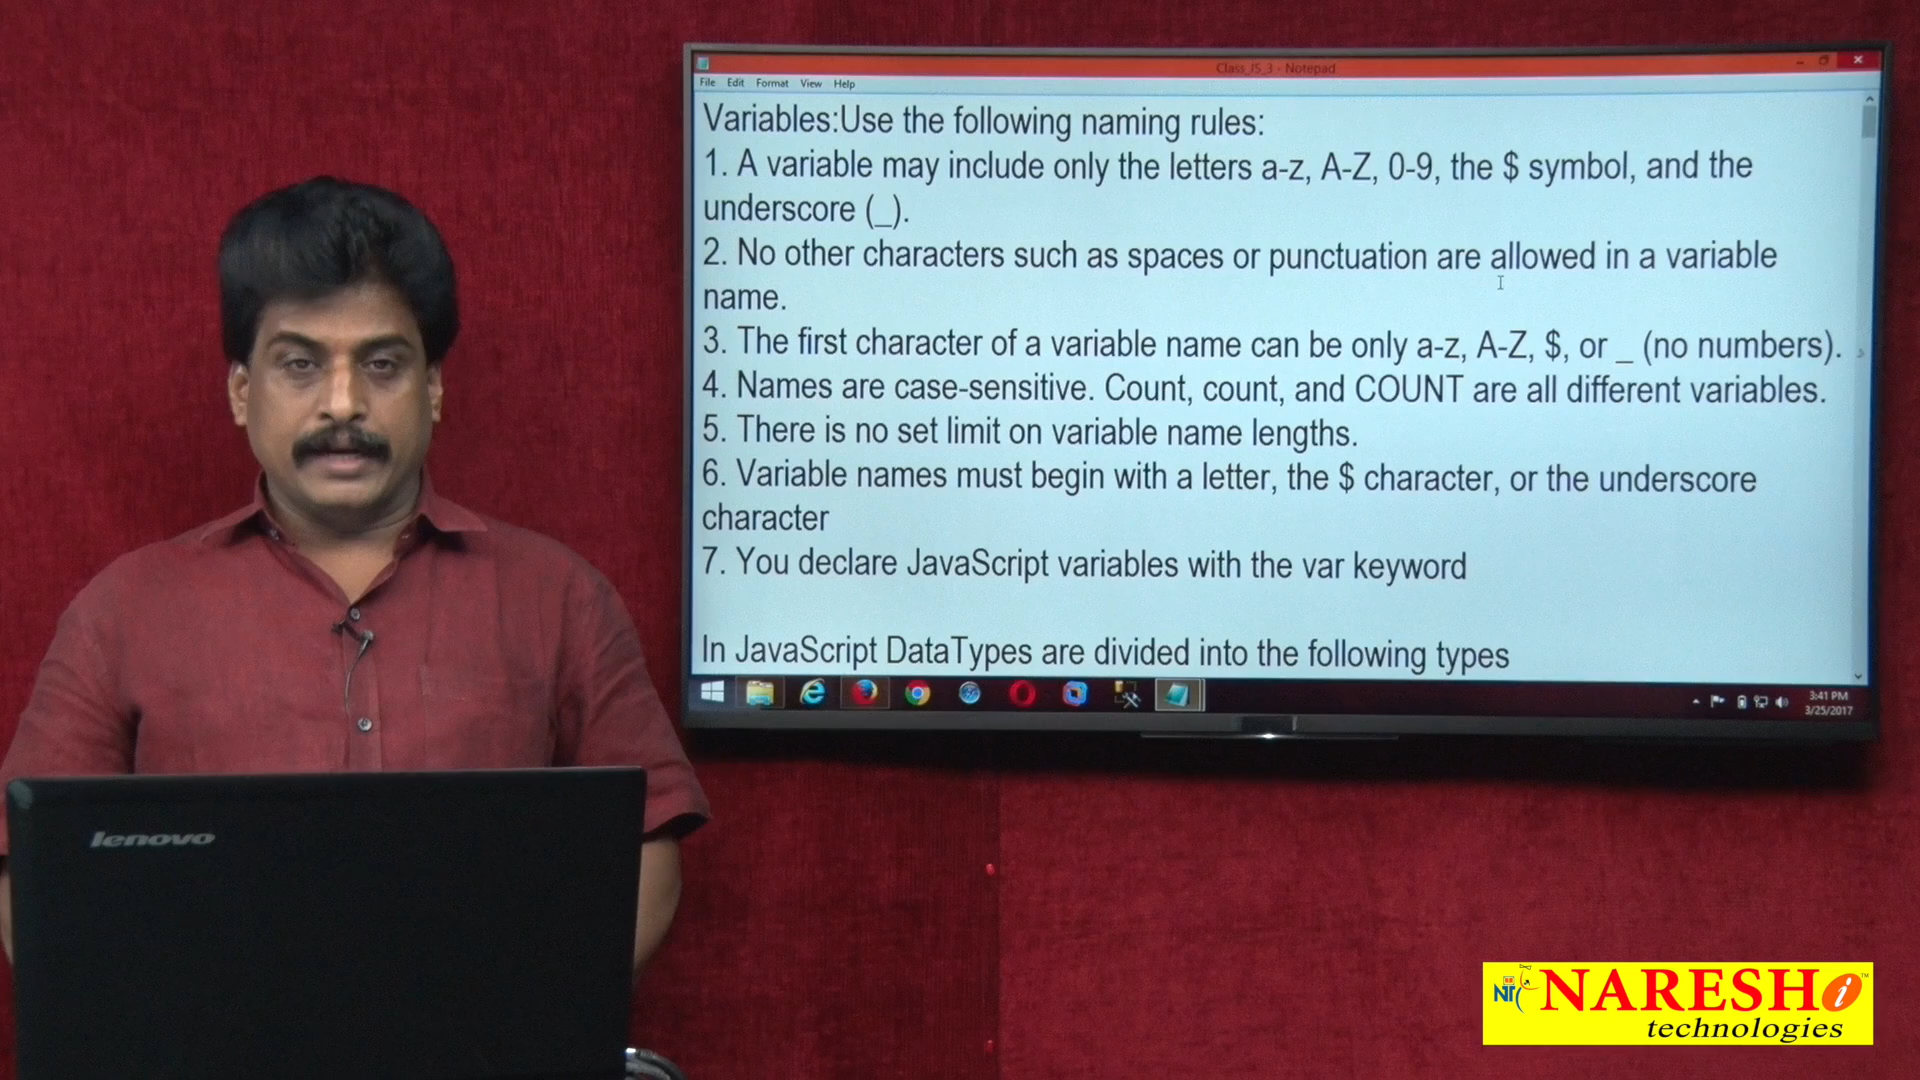 Class_JS_3 - Notepad
File Edit Format View Help
Variables:Use the following naming rules:
1. A variable may include only the letters a-z, A-Z, 0-9, the $ symbol, and the
underscore (_).
2. No other characters such as spaces or punctuation are allowed in a variable
name.
3. The first character of a variable name can be only a-z, A-Z, $, or _ (no numbers).
4. Names are case-sensitive. Count, count, and COUNT are all different variables.
5. There is no set limit on variable name lengths.
6. Variable names must begin with a letter, the $ character, or the underscore
character
7. You declare JavaScript variables with the var keyword
In JavaScript DataTypes are divided into the following types
3:41 PM
3/25/2017
lenovo
NT NARESH i ™
technologies